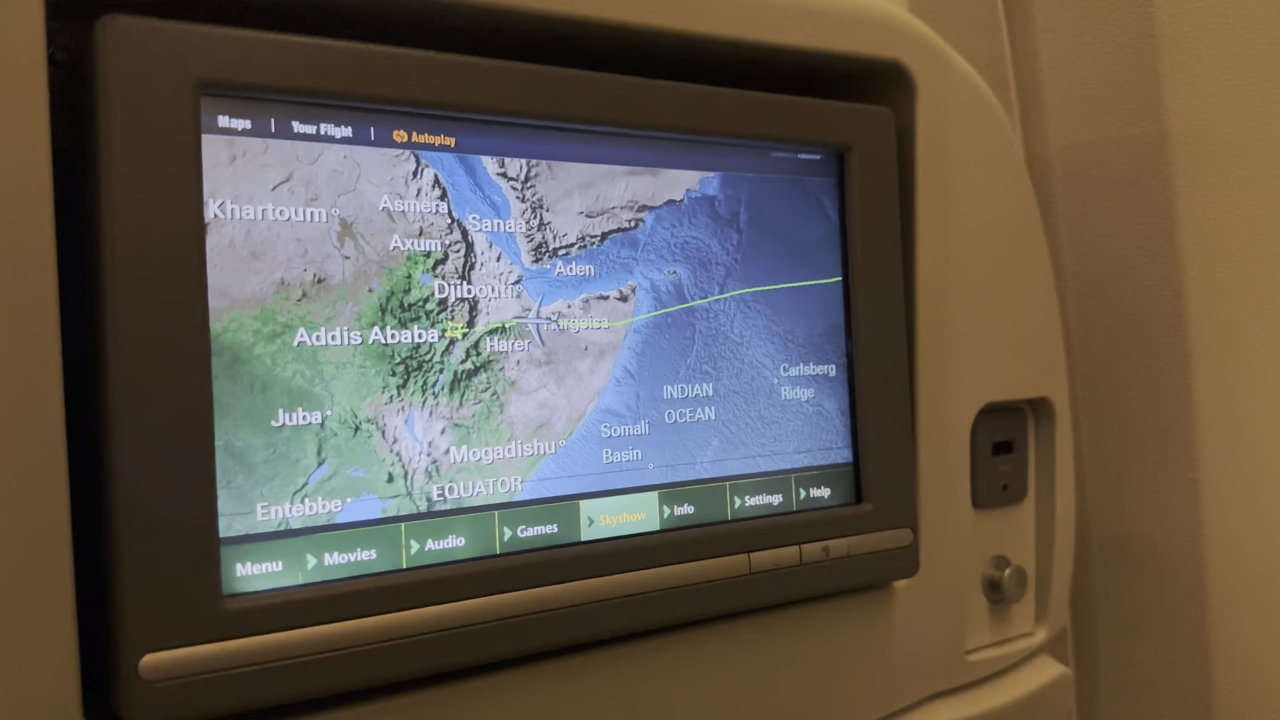 Maps | Your Flight | Autoplay
Khartoum
Asmera
Sanaa
Axum
Aden
Djibouti
Hargeisa
Addis Ababa
Harer
Carlsberg
Ridge
INDIAN
OCEAN
Juba
Somali
Basin
Mogadishu
EQUATOR
Entebbe
Menu
Movies
Audio
Games
Skyshow
Info
Settings
Help